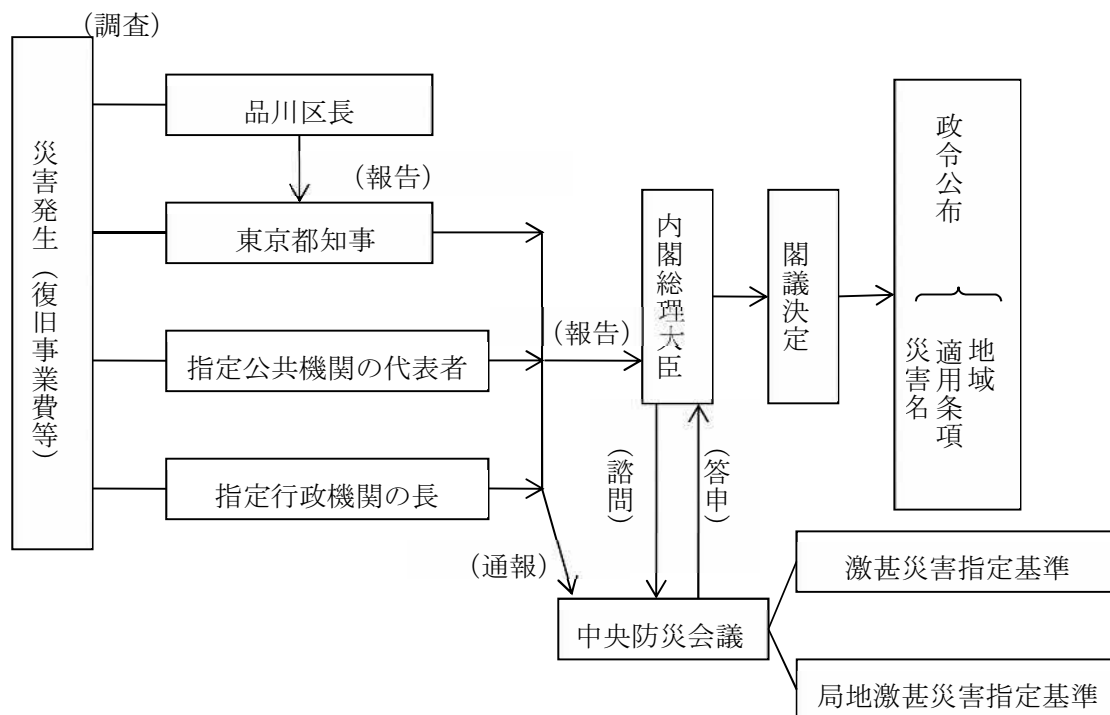 (調査)
災害発生(復旧事業費等)
品川区長
(報告)
東京都知事
指定公共機関の代表者
指定行政機関の長
(報告)
(通報)
内閣総理大臣
閣議決定
政令公布
地域
適用条項
災害名
(諮問)
(答申)
中央防災会議
激甚災害指定基準
局地激甚災害指定基準